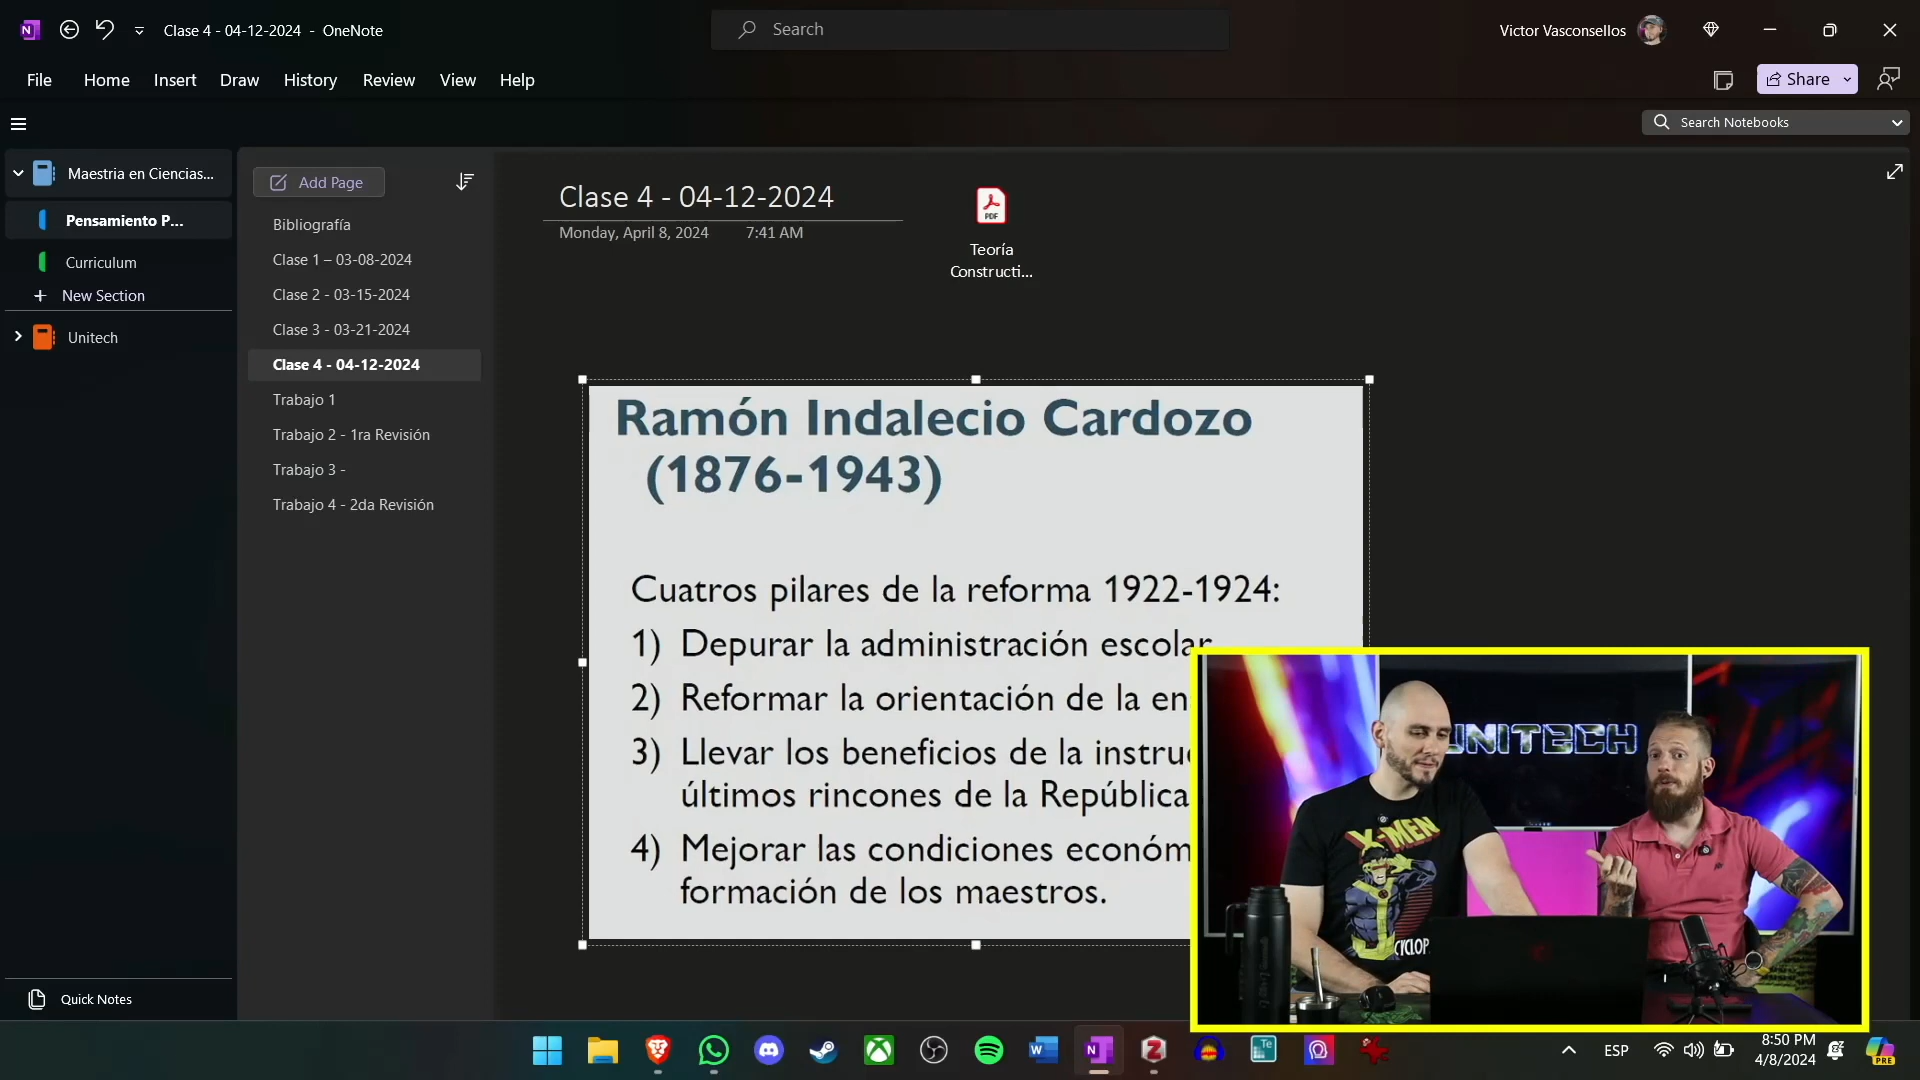 Clase 4 - 04-12-2024 - OneNote
Search
Victor Vasconsellos
File Home Insert Draw History Review View Help
Share
Search Notebooks
Maestria en Ciencias...
Pensamiento P...
Curriculum
New Section
Unitech
Quick Notes
Add Page
Bibliografía
Clase 1 – 03-08-2024
Clase 2 - 03-15-2024
Clase 3 - 03-21-2024
Clase 4 - 04-12-2024
Trabajo 1
Trabajo 2 - 1ra Revisión
Trabajo 3 -
Trabajo 4 - 2da Revisión
Clase 4 - 04-12-2024
Monday, April 8, 2024 7:41 AM
PDF
Teoría
Constructi...
Ramón Indalecio Cardozo
(1876-1943)
Cuatros pilares de la reforma 1922-1924:
1) Depurar la administración escolar
2) Reformar la orientación de la en
3) Llevar los beneficios de la instru
últimos rincones de la República
4) Mejorar las condiciones económ
formación de los maestros.
UNITECH
X-MEN
CYCLOP
ESP
8:50 PM
4/8/2024
PRE